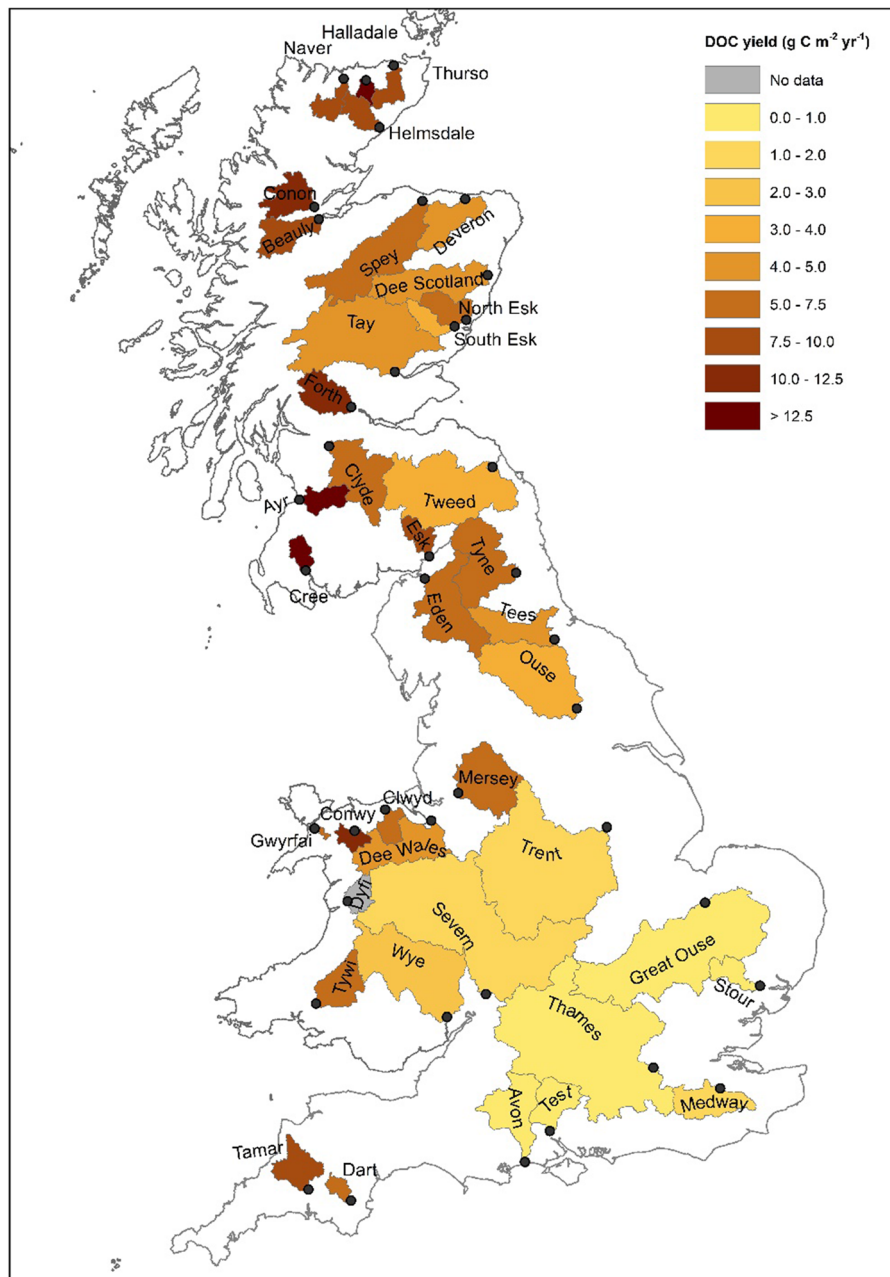 Halladale
Naver
Thurso
Helmsdale
Conon
Beauly
Spey
Deveron
Dee Scotland
North Esk
South Esk
Tay
Forth
Clyde
Ayr
Tweed
Esk
Cree
Tyne
Eden
Tees
Ouse
Mersey
Clwyd
Conwy
Gwyrfai
Dee Wales
Trent
Dyfi
Severn
Wye
Tywi
Great Ouse
Stour
Thames
Medway
Avon
Test
Tamar
Dart
DOC yield (g C m⁻² yr⁻¹)
No data
0.0 - 1.0
1.0 - 2.0
2.0 - 3.0
3.0 - 4.0
4.0 - 5.0
5.0 - 7.5
7.5 - 10.0
10.0 - 12.5
> 12.5